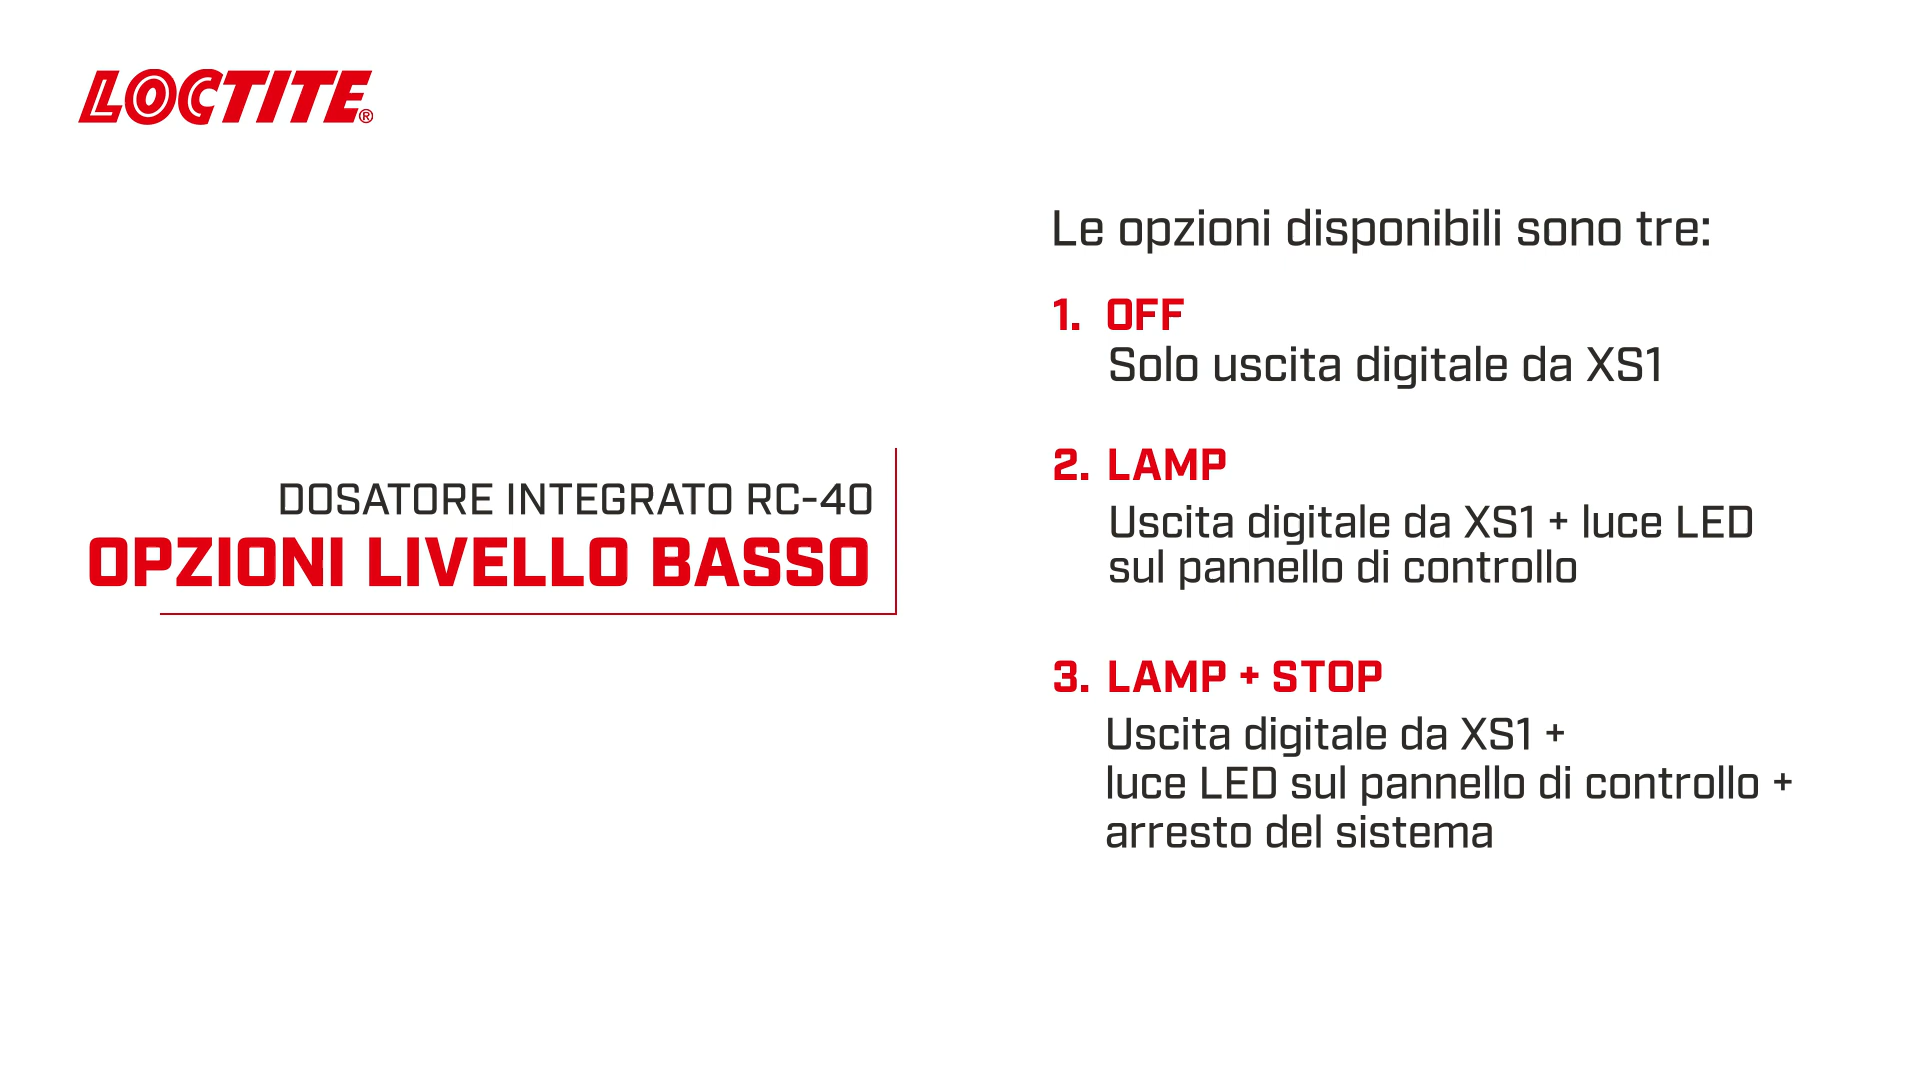 LOCTITE®
DOSATORE INTEGRATO RC-40
OPZIONI LIVELLO BASSO
Le opzioni disponibili sono tre:
1. OFF
Solo uscita digitale da XS1
2. LAMP
Uscita digitale da XS1 + luce LED
sul pannello di controllo
3. LAMP + STOP
Uscita digitale da XS1 +
luce LED sul pannello di controllo +
arresto del sistema